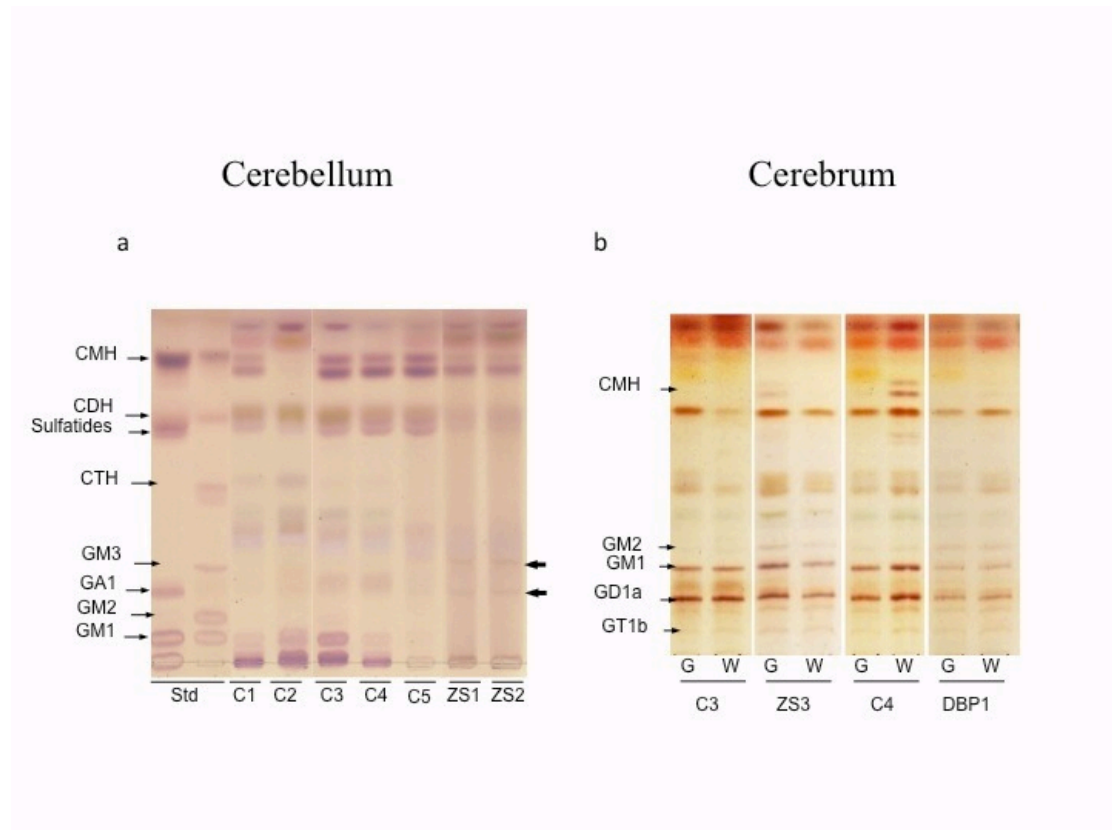 Cerebellum
Cerebrum
a
b
CMH
CDH
Sulfatides
CTH
GM3
GA1
GM2
GM1
Std C1 C2 C3 C4 C5 ZS1 ZS2
CMH
GM2
GM1
GD1a
GT1b
G W G W G W G W
C3 ZS3 C4 DBP1